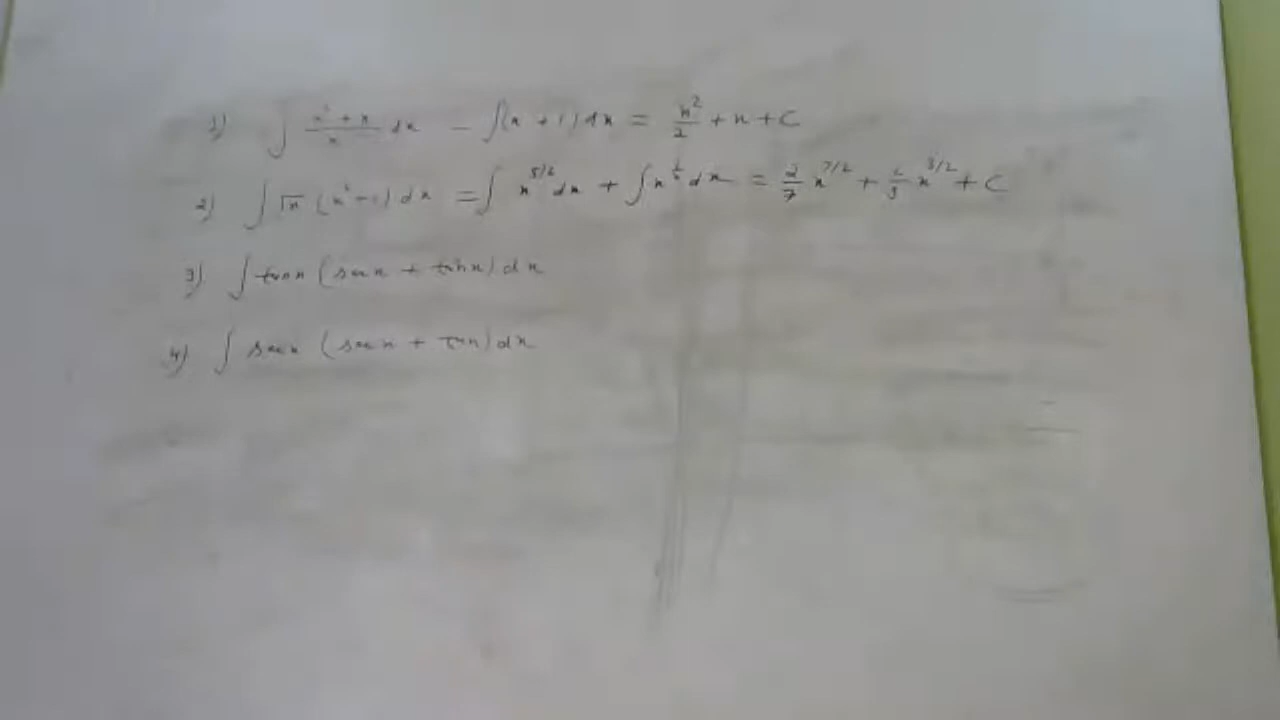 1) ∫ (x² + x)/x dx = ∫(x + 1) dx = x²/2 + x + C
2) ∫ √x (x² + 1) dx = ∫ x^(5/2) dx + ∫ x^(1/2) dx = 2/7 x^(7/2) + 2/3 x^(3/2) + C
3) ∫ tan x (sec x + tan x) dx
4) ∫ sec x (sec x + tan x) dx